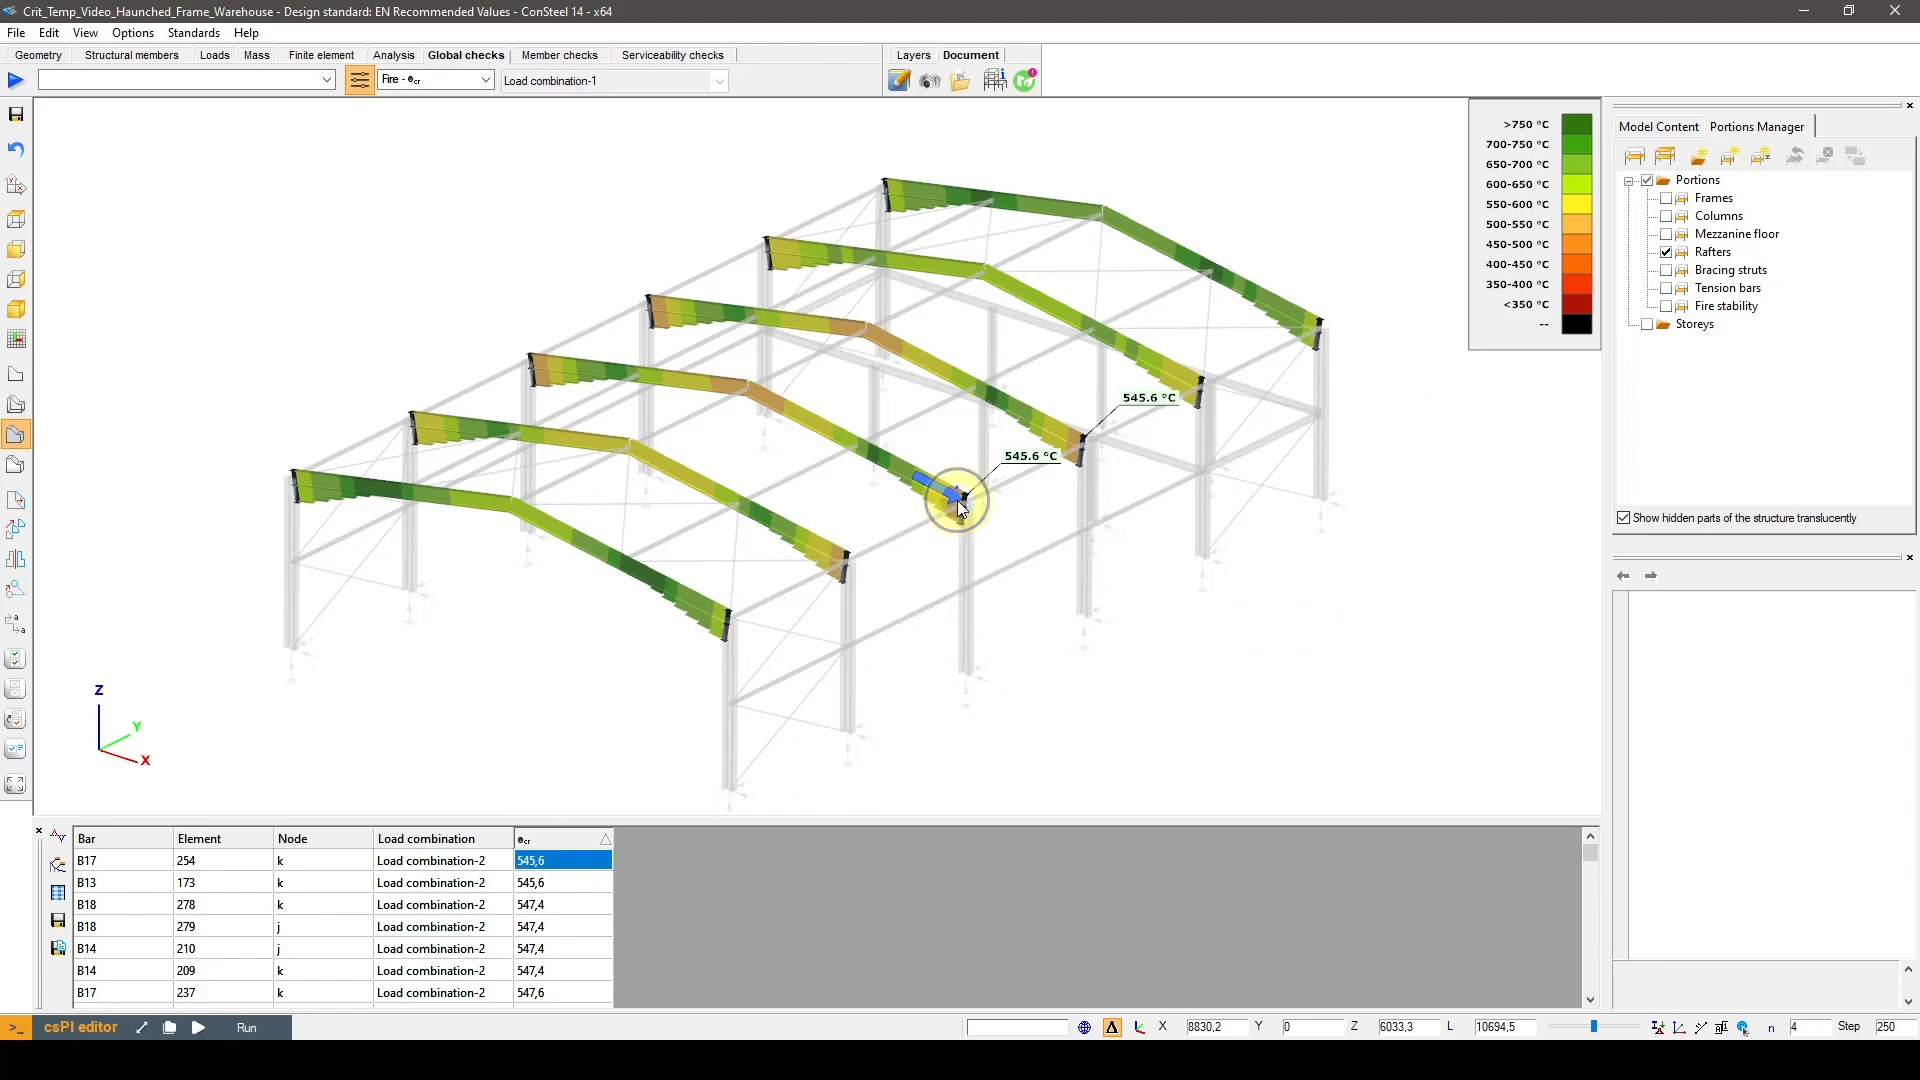 Crit_Temp_Video_Haunched_Frame_Warehouse - Design standard: EN Recommended Values - ConSteel 14 - x64
File Edit View Options Standards Help
Geometry Structural members Loads Mass Finite element Analysis Global checks Member checks Serviceability checks Layers Document
Fire - Θcr Load combination-1
Model Content Portions Manager
>750 °C
700-750 °C
650-700 °C
600-650 °C
550-600 °C
500-550 °C
450-500 °C
400-450 °C
350-400 °C
<350 °C
--
Portions
Frames
Columns
Mezzanine floor
Rafters
Bracing struts
Tension bars
Fire stability
Storeys
545.6 °C
545.6 °C
Show hidden parts of the structure translucently
Z
Y
X
Bar Element Node Load combination Θcr
B17 254 k Load combination-2 545,6
B13 173 k Load combination-2 545,6
B18 278 k Load combination-2 547,4
B18 279 j Load combination-2 547,4
B14 210 j Load combination-2 547,4
B14 209 k Load combination-2 547,4
B17 237 k Load combination-2 547,6
>_ csPI editor Run X 8830,2 Y 0 Z 6033,3 L 10694,5 n 4 Step 250